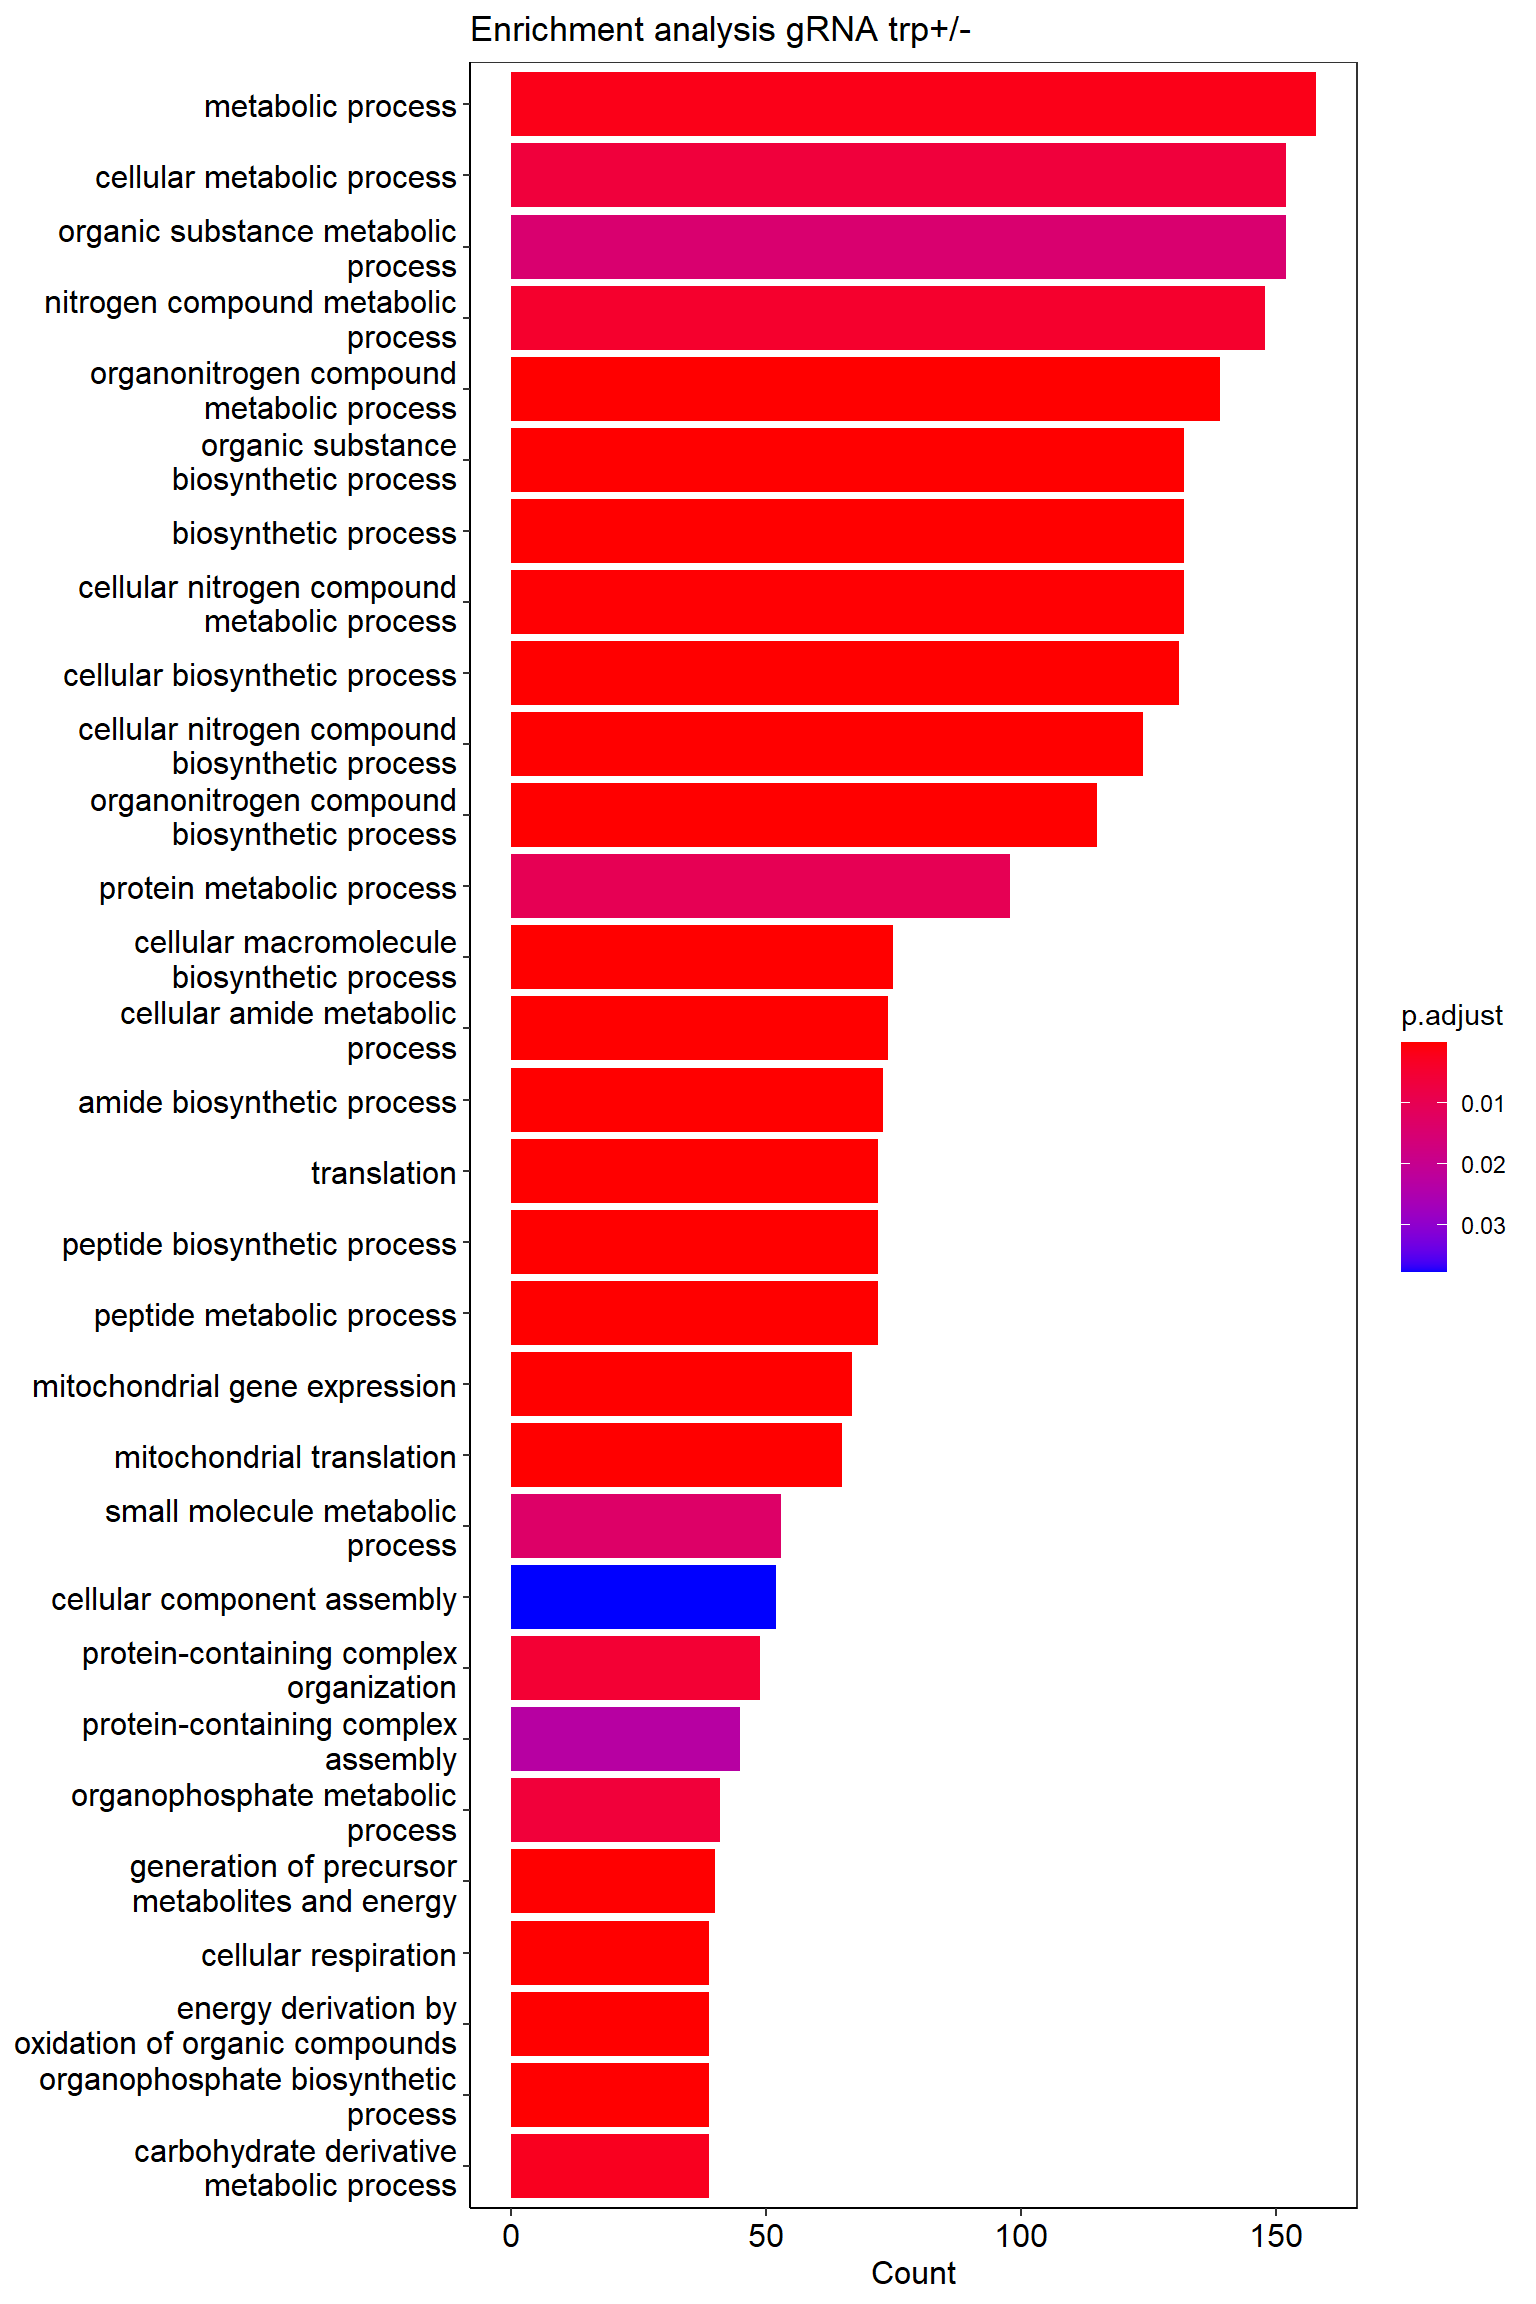 Enrichment analysis gRNA trp+/-
metabolic process
cellular metabolic process
organic substance metabolic
process
nitrogen compound metabolic
process
organonitrogen compound
metabolic process
organic substance
biosynthetic process
biosynthetic process
cellular nitrogen compound
metabolic process
cellular biosynthetic process
cellular nitrogen compound
biosynthetic process
organonitrogen compound
biosynthetic process
protein metabolic process
cellular macromolecule
biosynthetic process
cellular amide metabolic
process
amide biosynthetic process
translation
peptide biosynthetic process
peptide metabolic process
mitochondrial gene expression
mitochondrial translation
small molecule metabolic
process
cellular component assembly
protein-containing complex
organization
protein-containing complex
assembly
organophosphate metabolic
process
generation of precursor
metabolites and energy
cellular respiration
energy derivation by
oxidation of organic compounds
organophosphate biosynthetic
process
carbohydrate derivative
metabolic process
0 50 100 150
Count
p.adjust
0.01
0.02
0.03